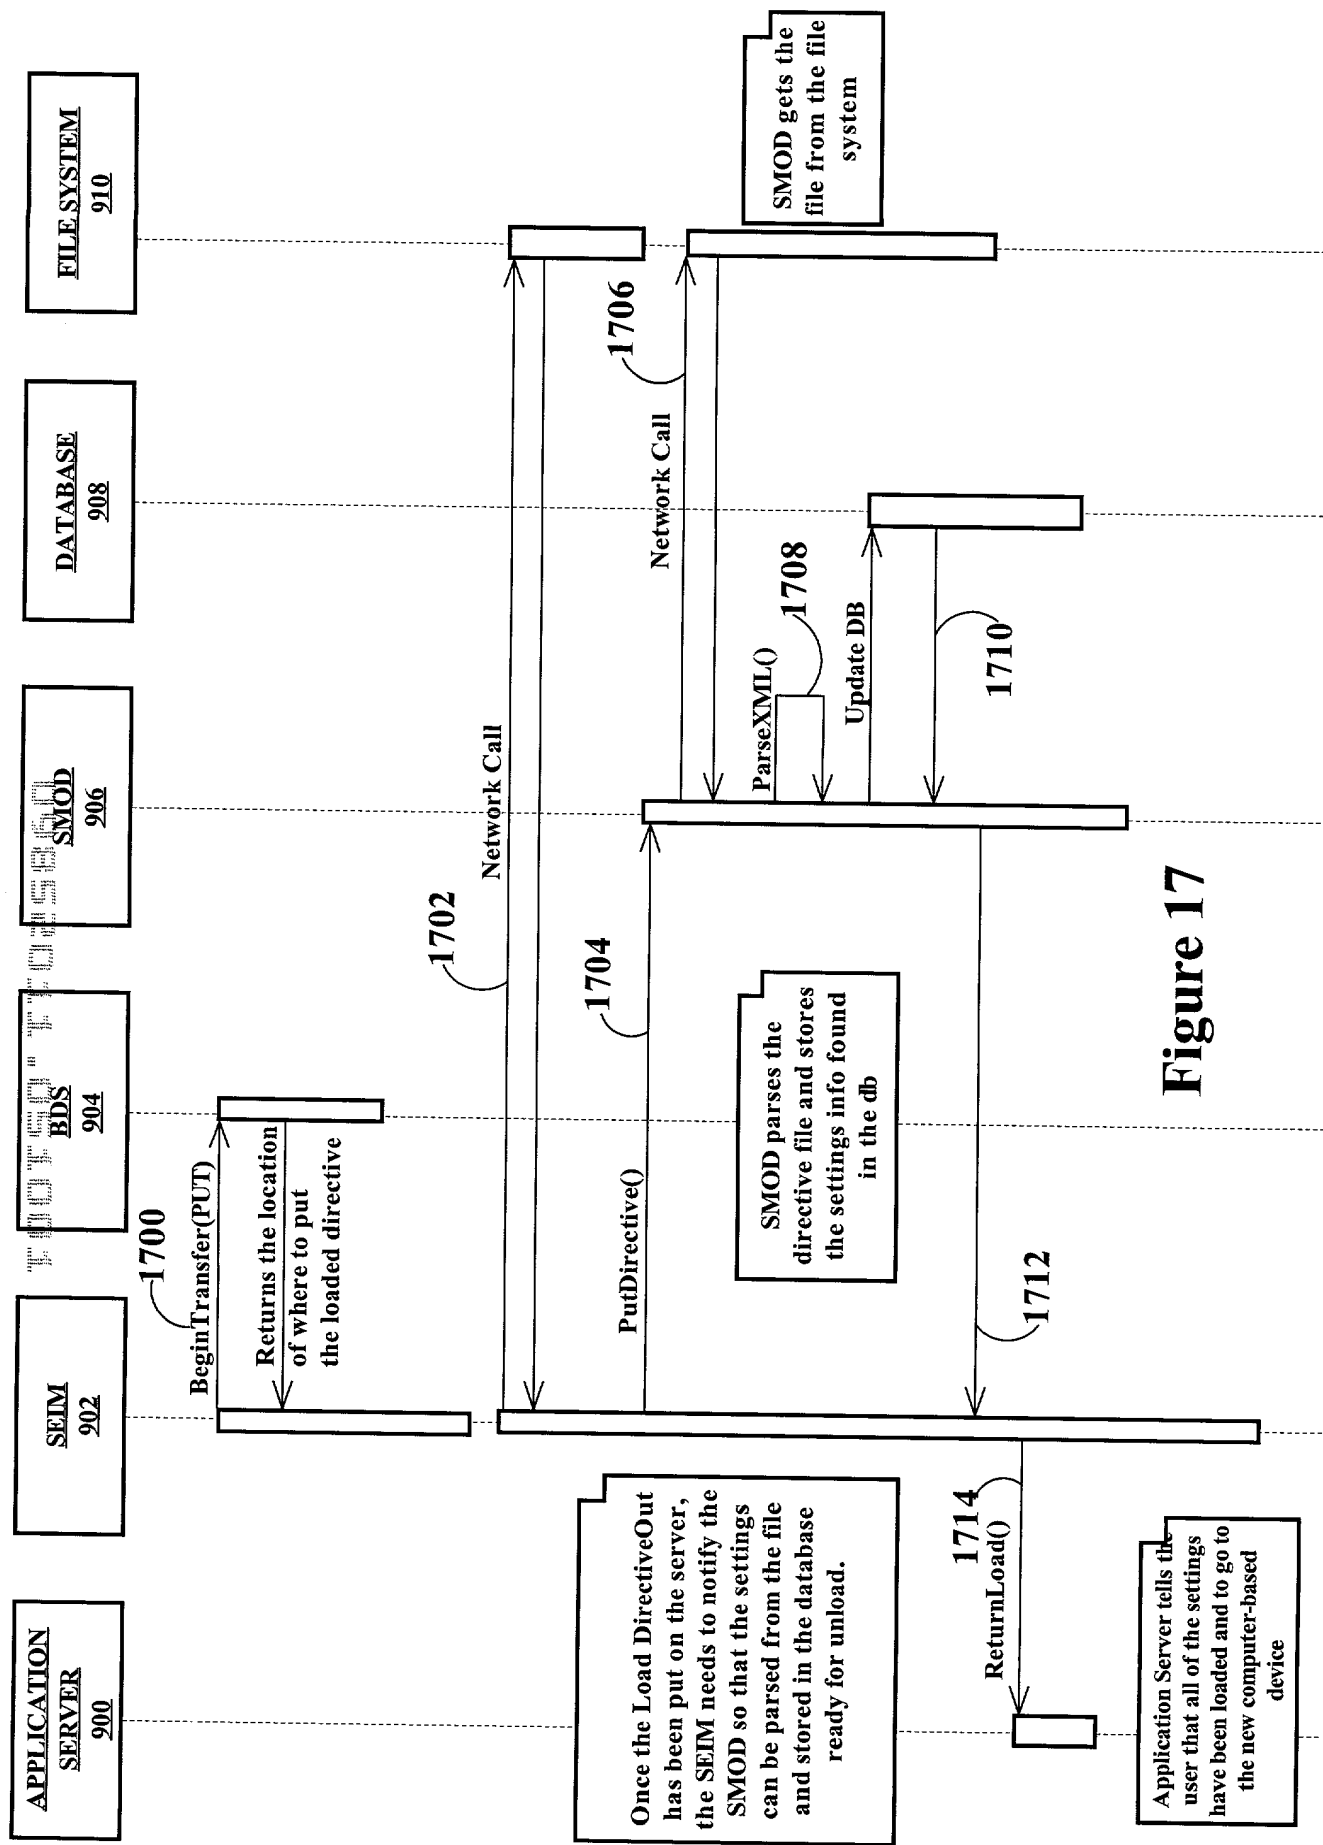 APPLICATION
SERVER
900
SEIM
902
BDS
904
SMOD
906
DATABASE
908
FILE SYSTEM
910
1700
BeginTransfer(PUT)
Returns the location
of where to put
the loaded directive
1702
Network Call
1704
PutDirective()
1706
Network Call
SMOD gets the
file from the file
system
ParseXML()
1708
Update DB
1710
SMOD parses the
directive file and stores
the settings info found
in the db
Once the Load DirectiveOut
has been put on the server,
the SEIM needs to notify the
SMOD so that the settings
can be parsed from the file
and stored in the database
ready for unload.
1712
1714
ReturnLoad()
Application Server tells the
user that all of the settings
have been loaded and to go to
the new computer-based
device
Figure 17